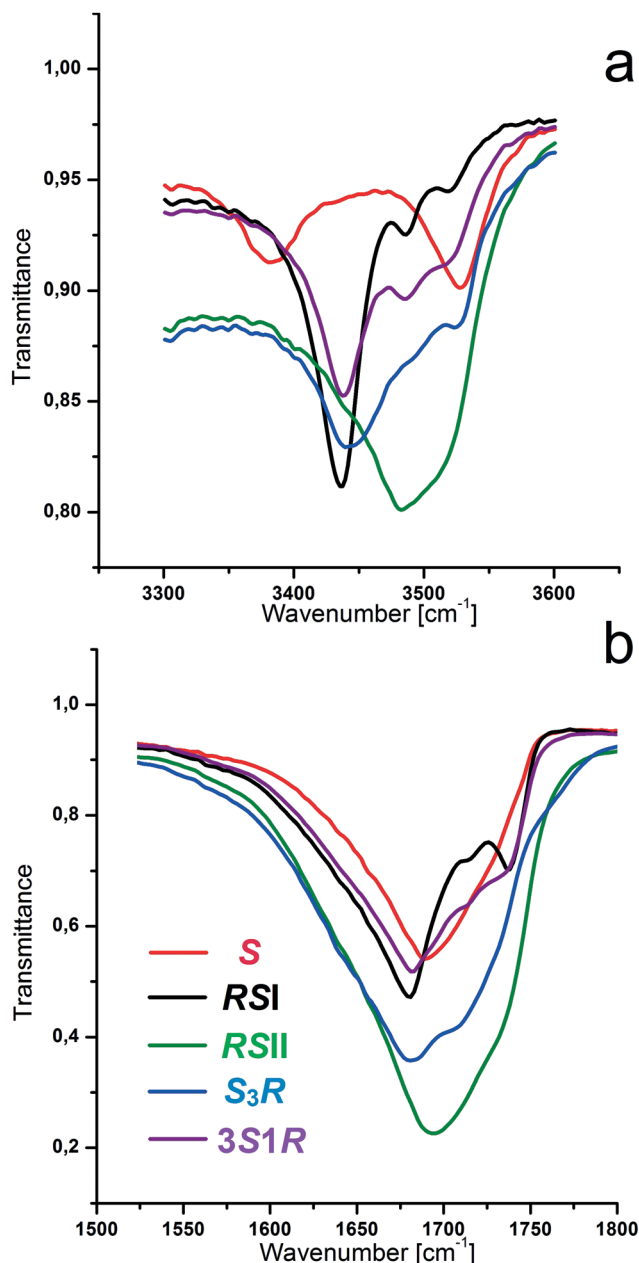 a
1,00
0,95
0,90
0,85
0,80
Transmittance
3300 3400 3500 3600
Wavenumber [cm⁻¹]
b
1,0
0,8
0,6
0,4
0,2
Transmittance
S
RSI
RSII
S₃R
3S1R
1500 1550 1600 1650 1700 1750 1800
Wavenumber [cm⁻¹]